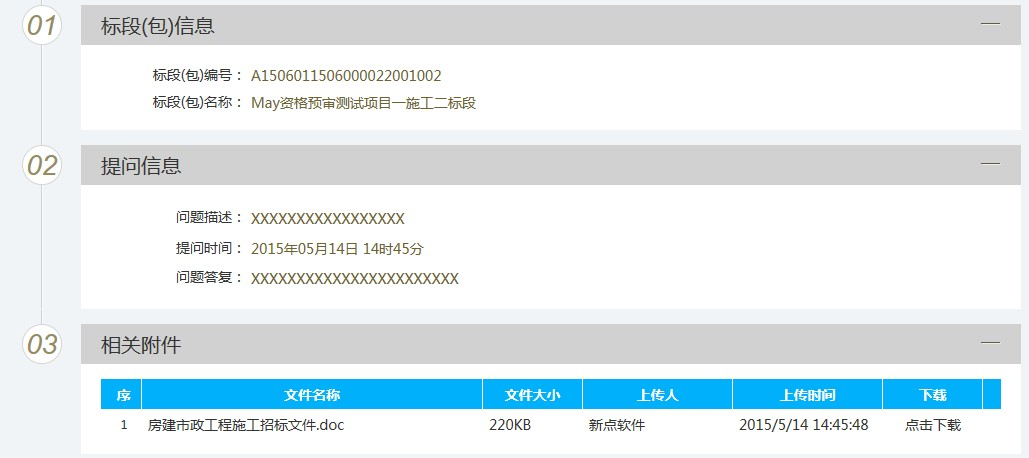 01 标段(包)信息
标段(包)编号： A1506011506000022001002
标段(包)名称： May资格预审测试项目一施工二标段
02 提问信息
问题描述： XXXXXXXXXXXXXXXXX
提问时间： 2015年05月14日 14时45分
问题答复： XXXXXXXXXXXXXXXXXXXXXXX
03 相关附件
序 文件名称 文件大小 上传人 上传时间 下载
1 房建市政工程施工招标文件.doc 220KB 新点软件 2015/5/14 14:45:48 点击下载